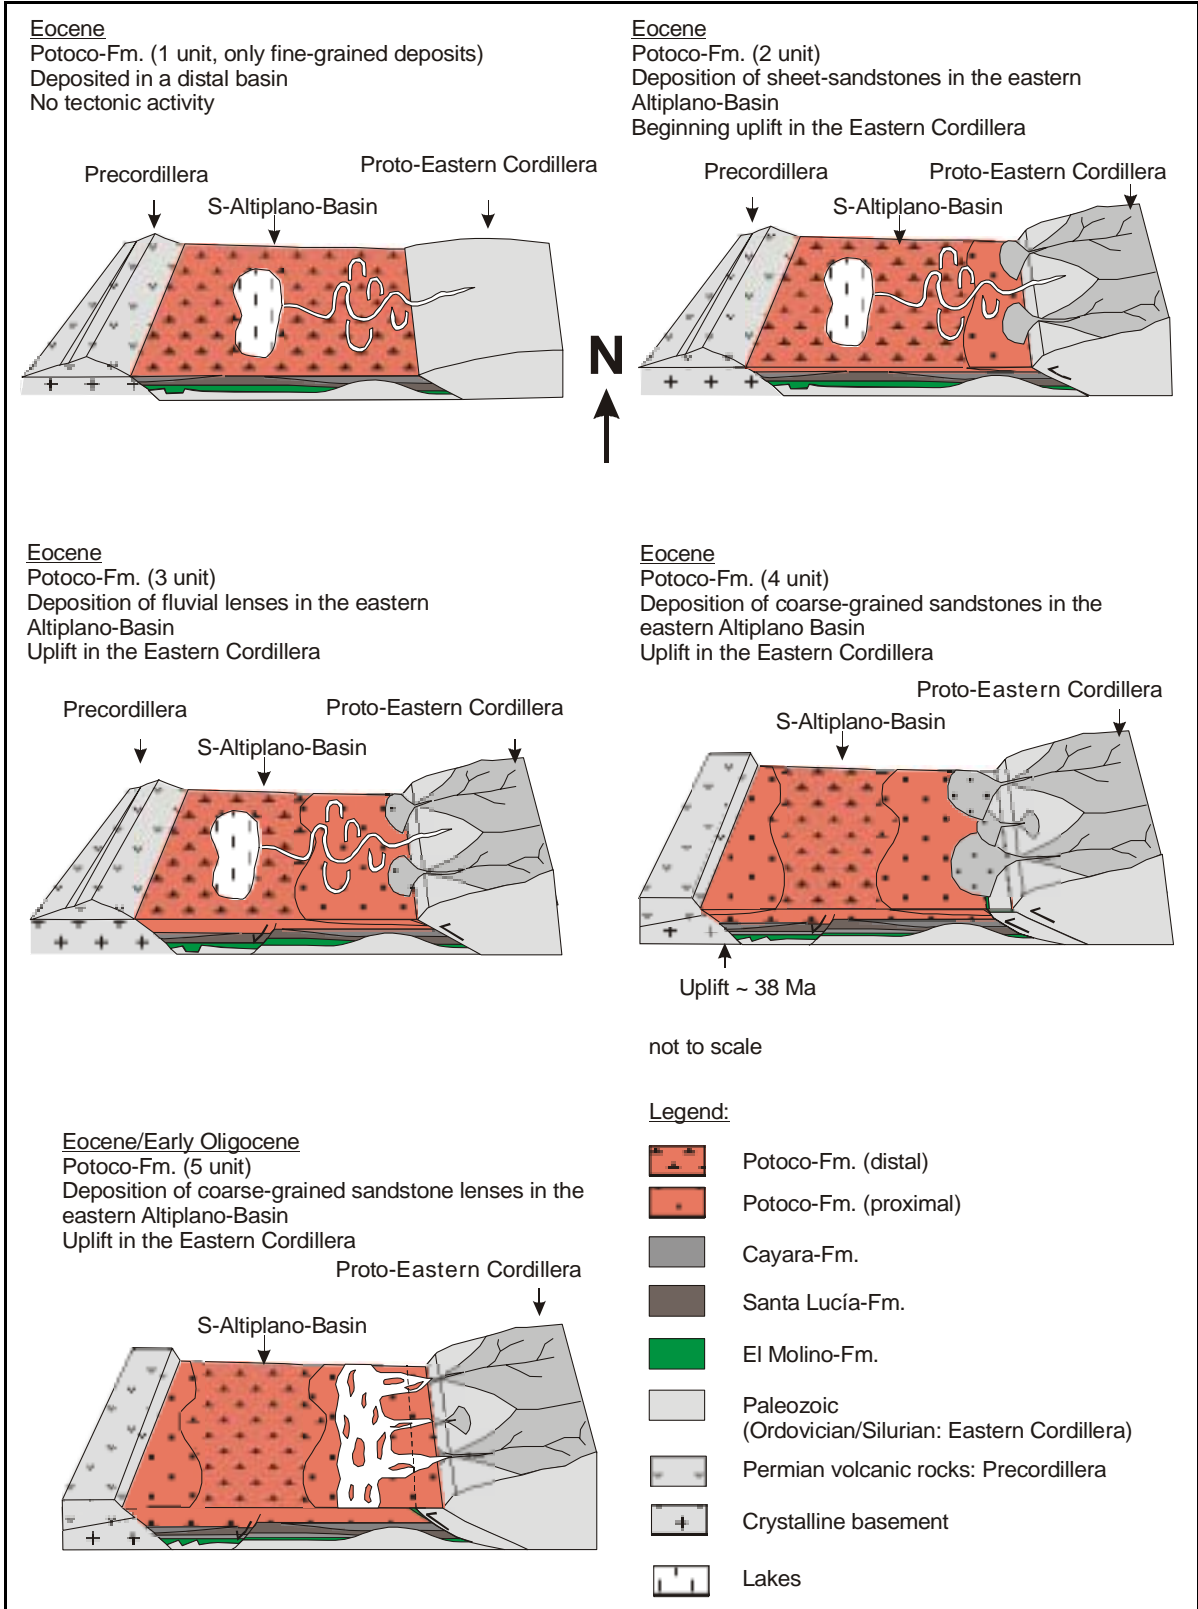 Eocene
Potoco-Fm. (1 unit, only fine-grained deposits)
Deposited in a distal basin
No tectonic activity
Precordillera
Proto-Eastern Cordillera
S-Altiplano-Basin
Eocene
Potoco-Fm. (2 unit)
Deposition of sheet-sandstones in the eastern
Altiplano-Basin
Beginning uplift in the Eastern Cordillera
Precordillera
Proto-Eastern Cordillera
S-Altiplano-Basin
N
Eocene
Potoco-Fm. (3 unit)
Deposition of fluvial lenses in the eastern
Altiplano-Basin
Uplift in the Eastern Cordillera
Precordillera
Proto-Eastern Cordillera
S-Altiplano-Basin
Eocene
Potoco-Fm. (4 unit)
Deposition of coarse-grained sandstones in the
eastern Altiplano Basin
Uplift in the Eastern Cordillera
Proto-Eastern Cordillera
S-Altiplano-Basin
Uplift ~ 38 Ma
not to scale
Eocene/Early Oligocene
Potoco-Fm. (5 unit)
Deposition of coarse-grained sandstone lenses in the
eastern Altiplano-Basin
Uplift in the Eastern Cordillera
Proto-Eastern Cordillera
S-Altiplano-Basin
Legend:
Potoco-Fm. (distal)
Potoco-Fm. (proximal)
Cayara-Fm.
Santa Lucía-Fm.
El Molino-Fm.
Paleozoic
(Ordovician/Silurian: Eastern Cordillera)
Permian volcanic rocks: Precordillera
Crystalline basement
Lakes